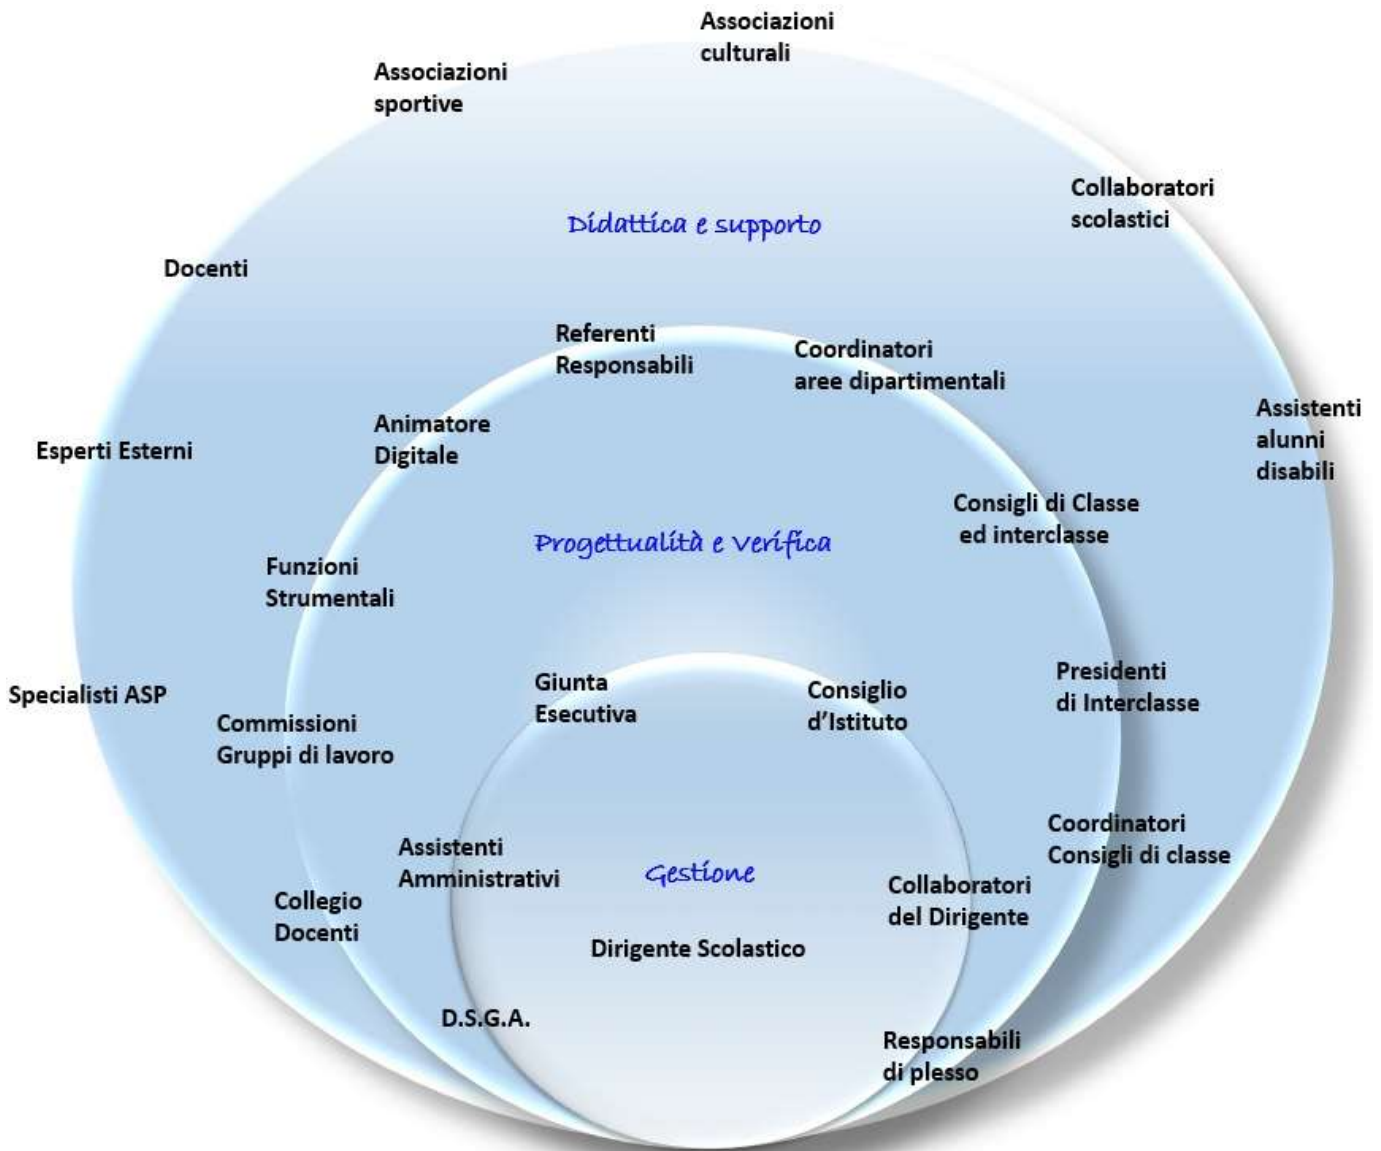 Associazioni
culturali
Associazioni
sportive
Collaboratori
scolastici
Didattica e supporto
Docenti
Referenti
Responsabili
Coordinatori
aree dipartimentali
Assistenti
alunni
disabili
Animatore
Digitale
Esperti Esterni
Consigli di Classe
ed interclasse
Progettualità e Verifica
Funzioni
Strumentali
Presidenti
di Interclasse
Giunta
Esecutiva
Consiglio
d’Istituto
Specialisti ASP
Commissioni
Gruppi di lavoro
Coordinatori
Consigli di classe
Assistenti
Amministrativi
Gestione
Collaboratori
del Dirigente
Collegio
Docenti
Dirigente Scolastico
D.S.G.A.
Responsabili
di plesso